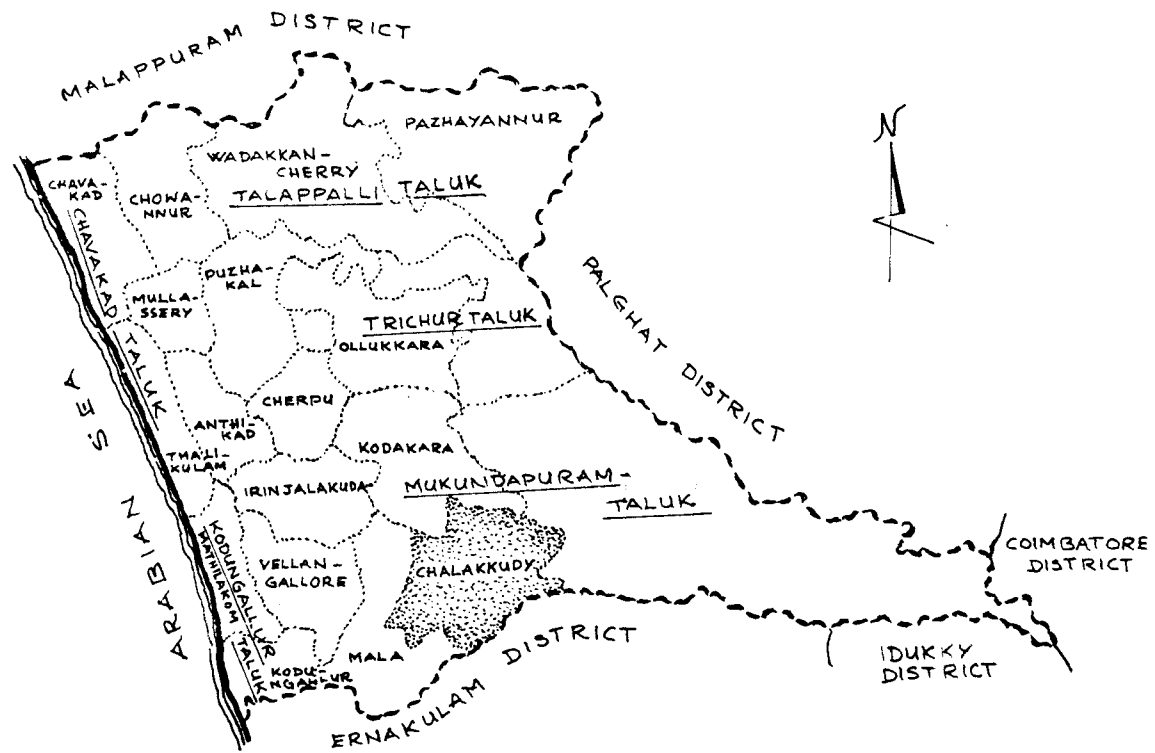 MALAPPURAM DISTRICT
N
PAZHAYANNUR
WADAKKAN-
CHERRY
TALAPPALLI TALUK
CHAVA-
KAD
CHOWA-
NNUR
CHAVAKAD TALUK
PUZHA-
KAL
MULLA-
SSERY
PALGHAT DISTRICT
TRICHUR TALUK
OLLUKKARA
CHERPU
ANTHI-
KAD
KODAKARA
THALI-
KULAM
IRINJALAKUDA
MUKUNDAPURAM-
TALUK
ARABIAN SEA
KODUNGALLUR TALUK
MATHILAKOM
VELLAN-
GALLORE
CHALAKKUDY
COIMBATORE
DISTRICT
MALA
KODU-
NGALLUR
IDUKKY
DISTRICT
ERNAKULAM DISTRICT